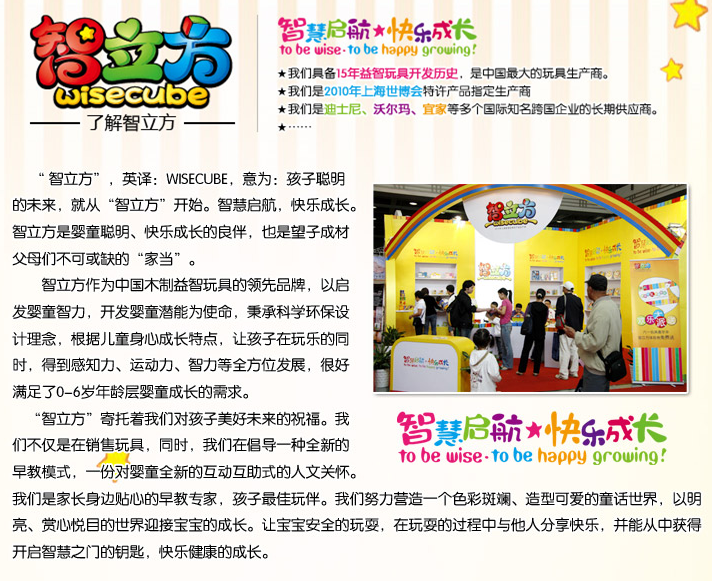 智立方
wisecube
了解智立方
智慧启航★快乐成长
to be wise·to be happy growing!
★我们具备15年益智玩具开发历史，是中国最大的玩具生产商。
★我们是2010年上海世博会特许产品指定生产商
★我们是迪士尼、沃尔玛、宜家等多个国际知名跨国企业的长期供应商。
★……
“智立方”，英译：WISECUBE，意为：孩子聪明
的未来，就从“智立方”开始。智慧启航，快乐成长。
智立方是婴童聪明、快乐成长的良伴，也是望子成材
父母们不可或缺的“家当”。
智立方作为中国木制益智玩具的领先品牌，以启
发婴童智力，开发婴童潜能为使命，秉承科学环保设
计理念，根据儿童身心成长特点，让孩子在玩乐的同
时，得到感知力、运动力、智力等全方位发展，很好
满足了0-6岁年龄层婴童成长的需求。
“智立方”寄托着我们对孩子美好未来的祝福。我
们不仅是在销售玩具，同时，我们在倡导一种全新的
早教模式，一份对婴童全新的互动互助式的人文关怀。
我们是家长身边贴心的早教专家，孩子最佳玩伴。我们努力营造一个色彩斑斓、造型可爱的童话世界，以明
亮、赏心悦目的世界迎接宝宝的成长。让宝宝安全的玩耍，在玩耍的过程中与他人分享快乐，并能从中获得
开启智慧之门的钥匙，快乐健康的成长。
智立方
wisecube
智立方
智慧启航★快乐成长
智慧启航★快乐成长
to be wise·to be happy growing!